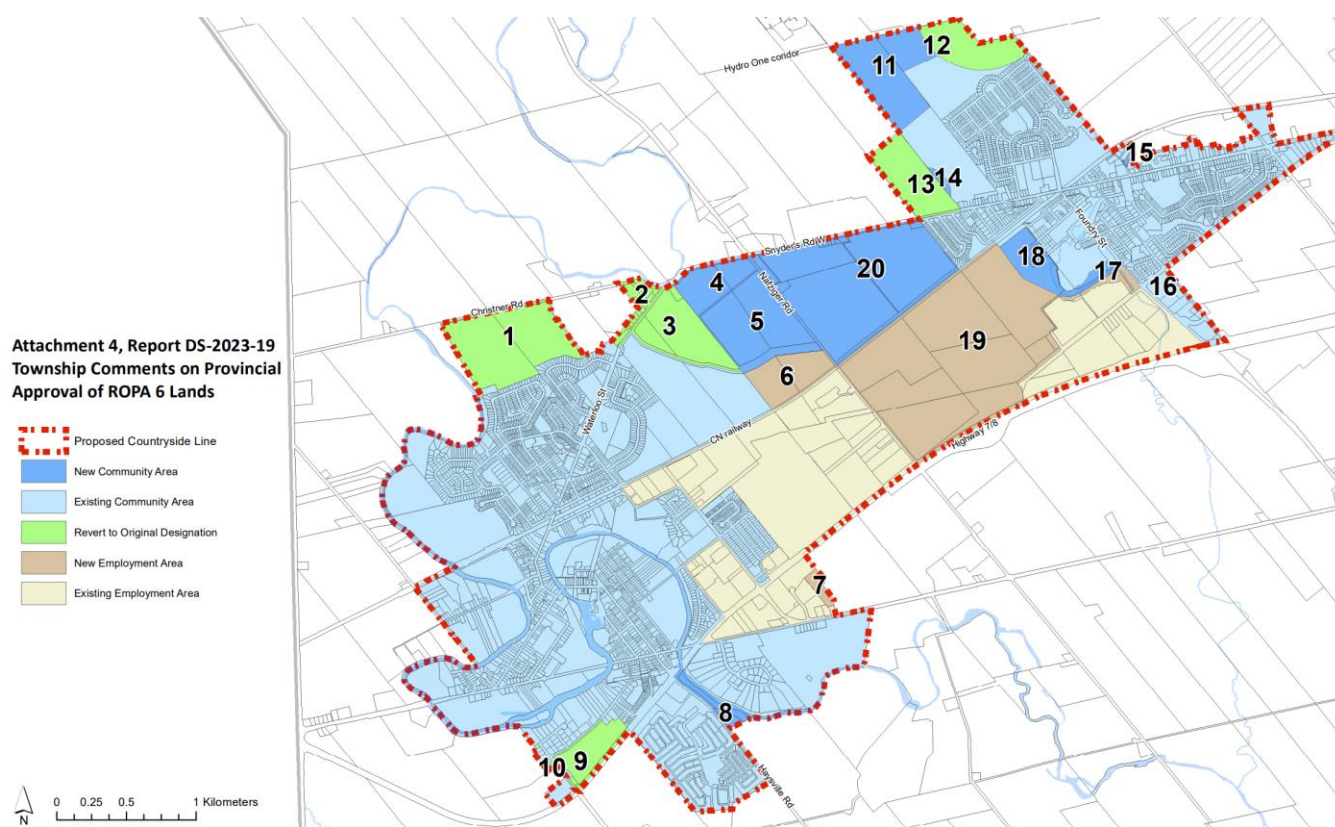 Hydro One coridor
12
11
15
13
14
Foundry St
Snyder's Rd W
18
17
4
20
Nafziger Rd
16
2
Christner Rd
3
5
1
19
Attachment 4, Report DS-2023-19
Township Comments on Provincial
Approval of ROPA 6 Lands
6
Waterloo St
CN railway
Highway 7/8
Proposed Countryside Line
New Community Area
Existing Community Area
Revert to Original Designation
New Employment Area
Existing Employment Area
7
8
10
9
Haysville Rd
N
0 0.25 0.5 1 Kilometers